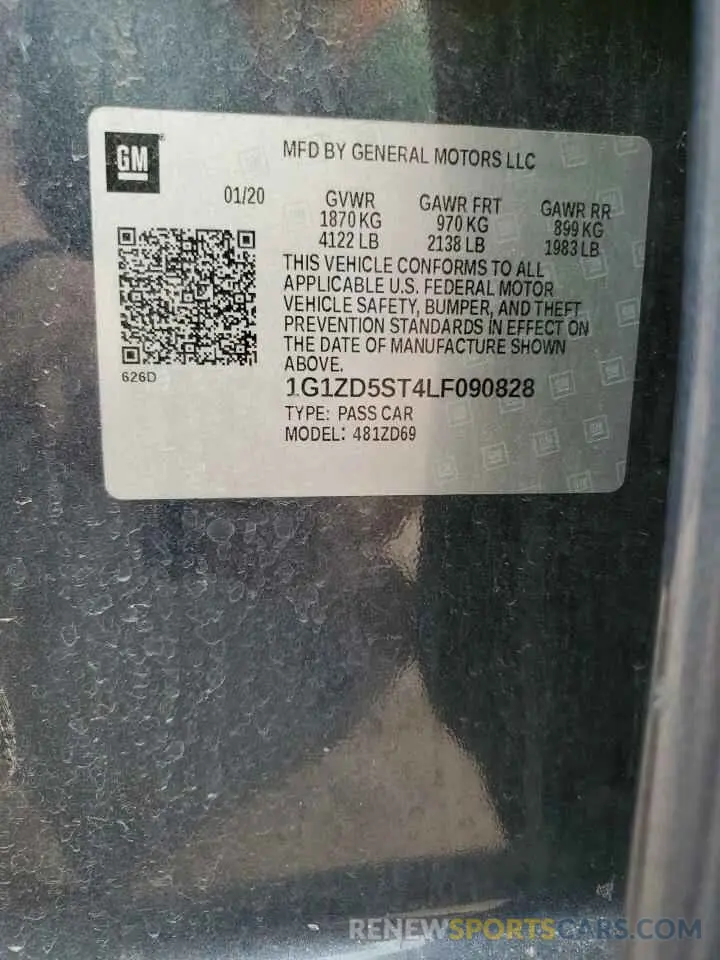 GM
MFD BY GENERAL MOTORS LLC
01/20 GVWR GAWR FRT GAWR RR
1870 KG 970 KG 899 KG
4122 LB 2138 LB 1983 LB
THIS VEHICLE CONFORMS TO ALL
APPLICABLE U.S. FEDERAL MOTOR
VEHICLE SAFETY, BUMPER, AND THEFT
PREVENTION STANDARDS IN EFFECT ON
THE DATE OF MANUFACTURE SHOWN
ABOVE.
626D
1G1ZD5ST4LF090828
TYPE: PASS CAR
MODEL: 481ZD69
RENEWSPORTSCARS.COM